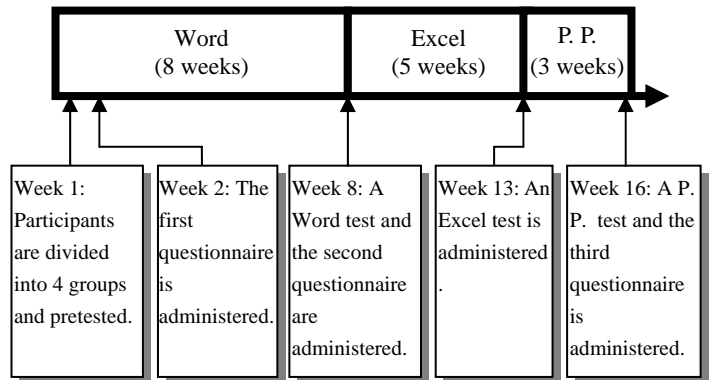 Word
(8 weeks)
Excel
(5 weeks)
P. P.
(3 weeks)
Week 1:
Participants
are divided
into 4 groups
and pretested.
Week 2: The
first
questionnaire
is
administered.
Week 8: A
Word test and
the second
questionnaire
are
administered.
Week 13: An
Excel test is
administered
.
Week 16: A P.
P. test and the
third
questionnaire
is
administered.